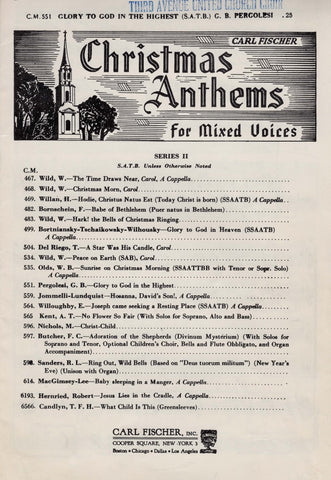 THIRD AVENUE UNITED CHURCH CHOIR
C.M. 551 GLORY TO GOD IN THE HIGHEST (S.A.T.B.) G. B. PERGOLESI .25
CARL FISCHER
Christmas
Anthems
For Mixed Voices
SERIES II
S.A.T.B. Unless Otherwise Noted
C.M.
467. Wild, W.—The Time Draws Near, Carol, A Cappella
468. Wild, W.—Christmas Morn, Carol
469. Willan, H.—Hodie, Christus Natus Est (Today Christ is born) (SSAATB) A Cappella
482. Bornschein, F.—Babe of Bethlehem (Puer natus in Bethlehem)
483. Wild, W.—Hark! the Bells of Christmas Ringing
499. Bortniansky-Tschaikowsky-Wilhousky—Glory to God in Heaven (SSATB)
A Cappella
504. Del Riego, T.—A Star Was His Candle, Carol
534. Wild, W.—Peace on Earth (SAB), Carol
535. Olds, W. B.—Sunrise on Christmas Morning (SSAATTBB with Tenor or Sopr. Solo)
A Cappella
551. Pergolesi, G. B.—Glory to God in the Highest
559. Jommelli-Lundquist—Hosanna, David's Son!, A Cappella
564. Willoughby, E.—Joseph came seeking a Resting Place (SSATB) A Cappella
565 Kent, A. T.—No Flower So Fair (With Solos for Soprano, Alto and Bass)
596. Nichols, M.—Christ-Child
597. Butcher, F. C.—Adoration of the Shepherds (Divinum Mysterium) (With Solos for
Soprano and Tenor, Optional Children's Choir, Bells and Flute Obligato, and Organ
Accompaniment)
598. Sanders, R. L.—Ring Out, Wild Bells (Based on "Deus tuorum militum") (New Year's
Eve) (Unison with Organ)
614. MacGimsey-Lee—Baby sleeping in a Manger, A Cappella
6193. Hernried, Robert—Jesus Lies in the Cradle, A Cappella
6566. Candlyn, T. F. H.—What Child Is This (Greensleeves)
CARL FISCHER, INC.
COOPER SQUARE, NEW YORK 3
Boston • Chicago • Dallas • Los Angeles